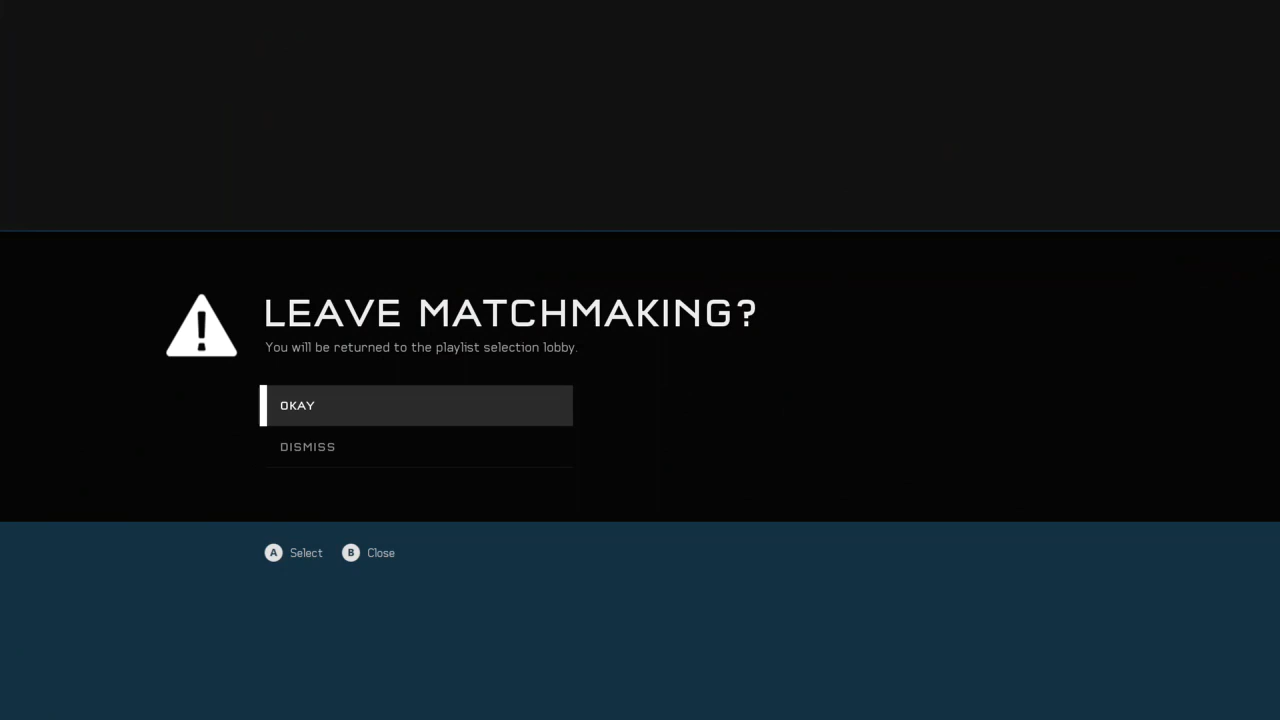 LEAVE MATCHMAKING?
You will be returned to the playlist selection lobby.
OKAY
DISMISS
A Select B Close